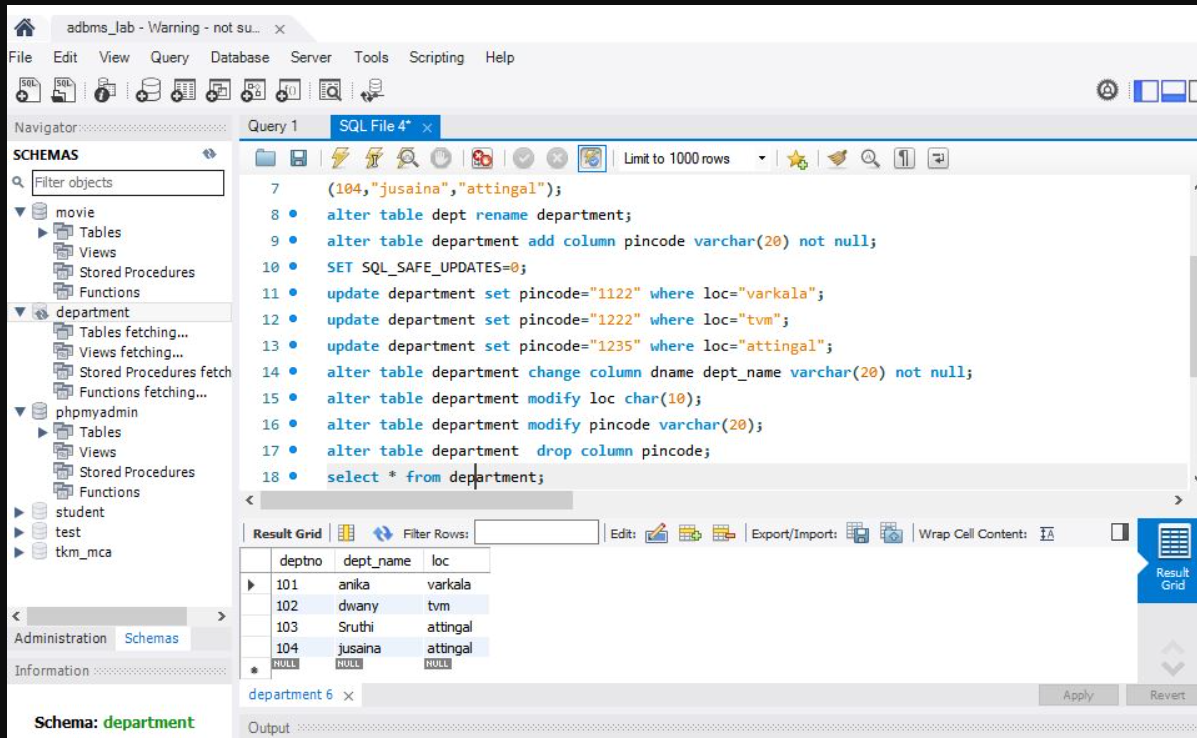 adbms_lab - Warning - not su... ×
File Edit View Query Database Server Tools Scripting Help
Navigator
SCHEMAS
Filter objects
movie
Tables
Views
Stored Procedures
Functions
department
Tables fetching...
Views fetching...
Stored Procedures fetch
Functions fetching...
phpmyadmin
Tables
Views
Stored Procedures
Functions
student
test
tkm_mca
Administration Schemas
Information
Schema: department
Query 1 SQL File 4* ×
Limit to 1000 rows
7 (104,"jusaina","attingal");
8 alter table dept rename department;
9 alter table department add column pincode varchar(20) not null;
10 SET SQL_SAFE_UPDATES=0;
11 update department set pincode="1122" where loc="varkala";
12 update department set pincode="1222" where loc="tvm";
13 update department set pincode="1235" where loc="attingal";
14 alter table department change column dname dept_name varchar(20) not null;
15 alter table department modify loc char(10);
16 alter table department modify pincode varchar(20);
17 alter table department  drop column pincode;
18 select * from department;
Result Grid Filter Rows: Edit: Export/Import: Wrap Cell Content:
deptno dept_name loc
101 anika varkala
102 dwany tvm
103 Sruthi attingal
104 jusaina attingal
NULL NULL NULL
Result
Grid
department 6 × Apply Revert
Output